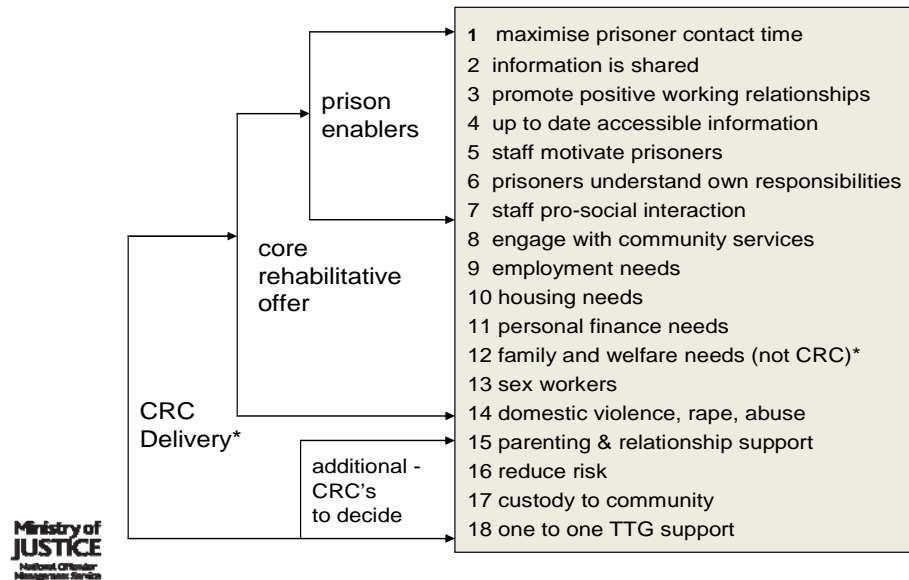 1 maximise prisoner contact time
2 information is shared
3 promote positive working relationships
4 up to date accessible information
5 staff motivate prisoners
6 prisoners understand own responsibilities
7 staff pro-social interaction
8 engage with community services
9 employment needs
10 housing needs
11 personal finance needs
12 family and welfare needs (not CRC)*
13 sex workers
14 domestic violence, rape, abuse
15 parenting & relationship support
16 reduce risk
17 custody to community
18 one to one TTG support
prison
enablers
core
rehabilitative
offer
CRC
Delivery*
additional -
CRC's
to decide
Ministry of
JUSTICE
National Offender
Management Service